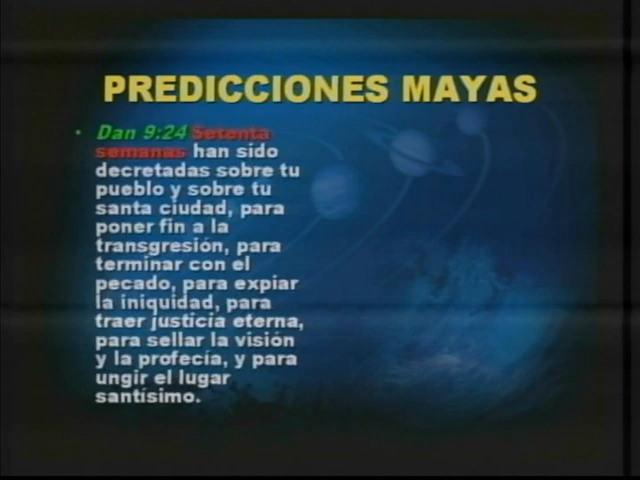 PREDICCIONES MAYAS
• Dan 9:24 Setenta
semanas han sido
decretadas sobre tu
pueblo y sobre tu
santa ciudad, para
poner fin a la
transgresión, para
terminar con el
pecado, para expiar
la iniquidad, para
traer justicia eterna,
para sellar la visión
y la profecía, y para
ungir el lugar
santísimo.